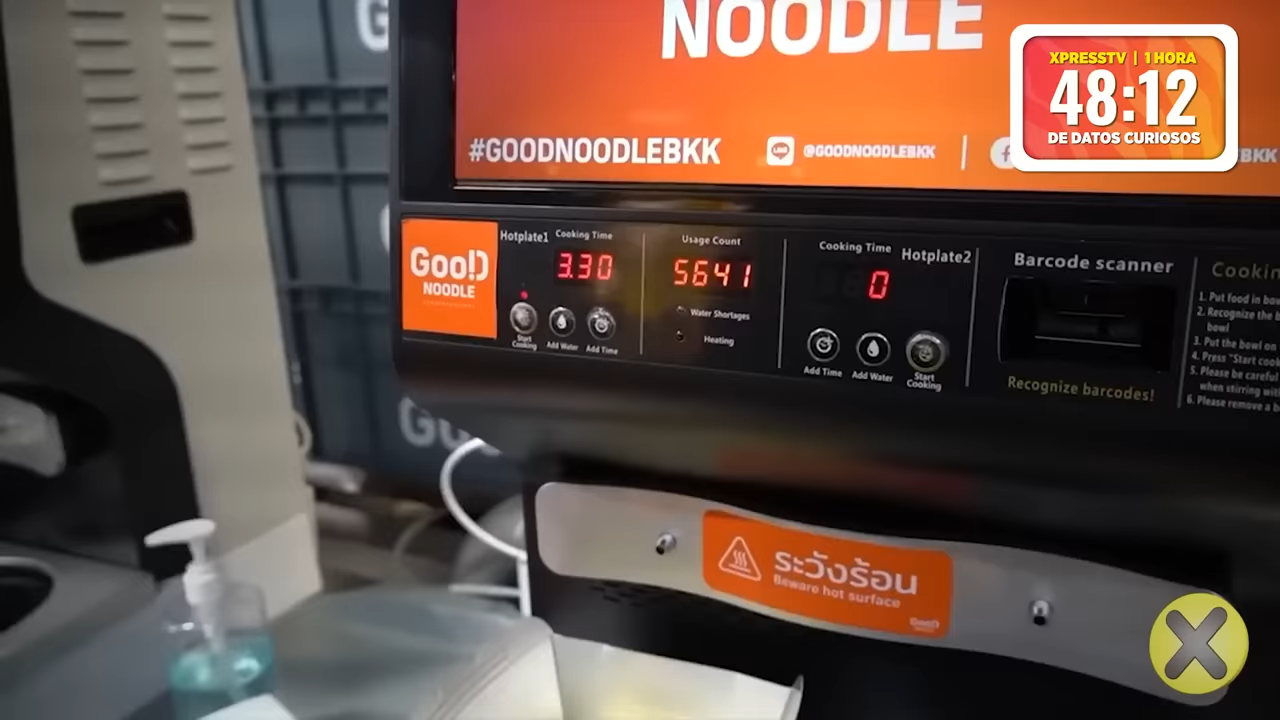 NOODLE
#GOODNOODLEBKK
@GOODNOODLEBKK
BKK
XPRESSTV | 1 HORA
48:12
DE DATOS CURIOSOS
Goo!D
NOODLE
Hotplate1
Cooking Time
3.30
Start Cooking
Add Water
Add Time
Usage Count
5641
Water Shortages
Heating
Cooking Time
Hotplate2
0
Add Time
Add Water
Start Cooking
Barcode scanner
Recognize barcodes!
1. Put food in
2. Recognize the
bowl
3. Put the bowl on
4. Press "Start
5. Please be careful
when stirring
6. Please remove a
ระวังร้อน
Beware hot surface
Goo!D